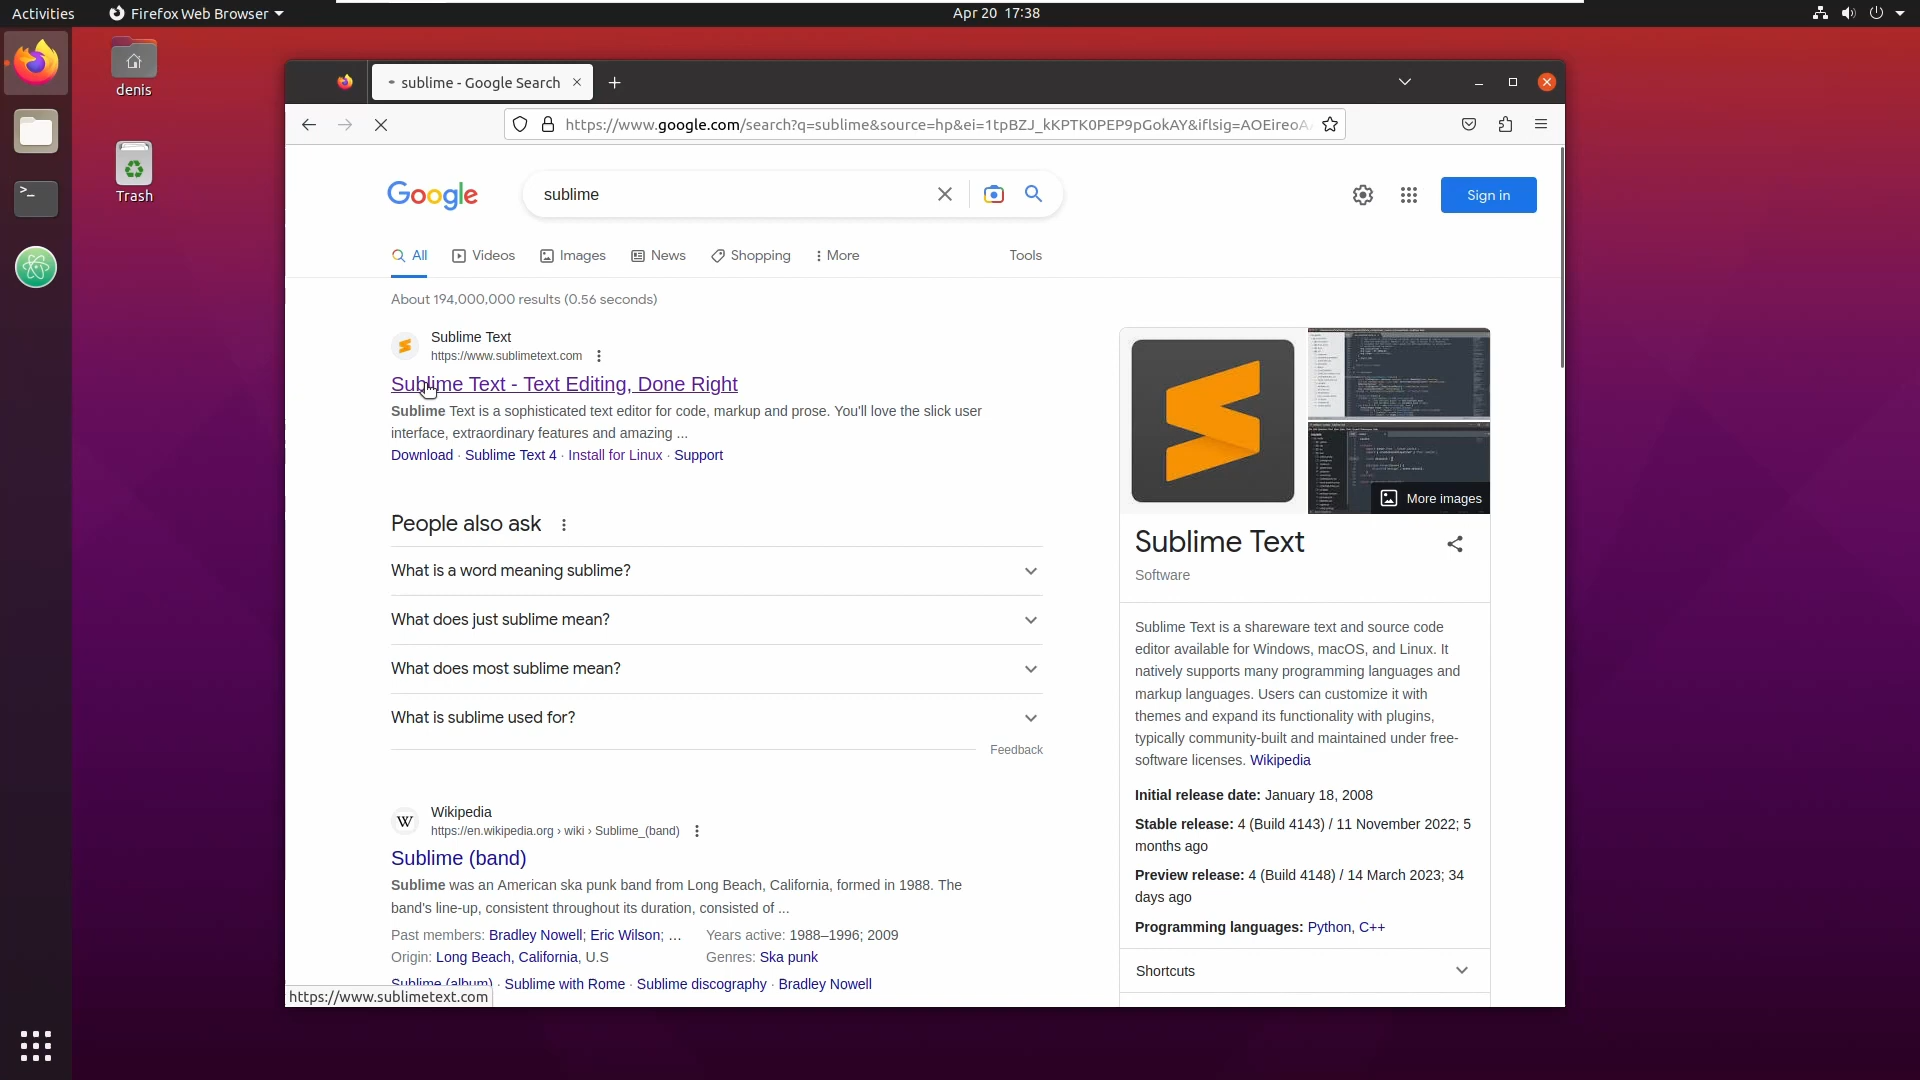 Activities
Firefox Web Browser
Apr 20 17:38
denis
Trash
sublime - Google Search
https://www.google.com/search?q=sublime&source=hp&ei=1tpBZJ_kKPTK0PEP9pGokAY&iflsig=AOEireoA
Google
sublime
Sign in
All
Videos
Images
News
Shopping
More
Tools
About 194,000,000 results (0.56 seconds)
Sublime Text
https://www.sublimetext.com
Sublime Text - Text Editing, Done Right
Sublime Text is a sophisticated text editor for code, markup and prose. You'll love the slick user
interface, extraordinary features and amazing ...
Download · Sublime Text 4 · Install for Linux · Support
People also ask
What is a word meaning sublime?
What does just sublime mean?
What does most sublime mean?
What is sublime used for?
Feedback
Wikipedia
https://en.wikipedia.org › wiki › Sublime_(band)
Sublime (band)
Sublime was an American ska punk band from Long Beach, California, formed in 1988. The
band's line-up, consistent throughout its duration, consisted of ...
Past members: Bradley Nowell; Eric Wilson; ...
Years active: 1988–1996; 2009
Origin: Long Beach, California, U.S
Genres: Ska punk
Sublime (album) · Sublime with Rome · Sublime discography · Bradley Nowell
https://www.sublimetext.com
More images
Sublime Text
Software
Sublime Text is a shareware text and source code
editor available for Windows, macOS, and Linux. It
natively supports many programming languages and
markup languages. Users can customize it with
themes and expand its functionality with plugins,
typically community-built and maintained under free-
software licenses. Wikipedia
Initial release date: January 18, 2008
Stable release: 4 (Build 4143) / 11 November 2022; 5
months ago
Preview release: 4 (Build 4148) / 14 March 2023; 34
days ago
Programming languages: Python, C++
Shortcuts